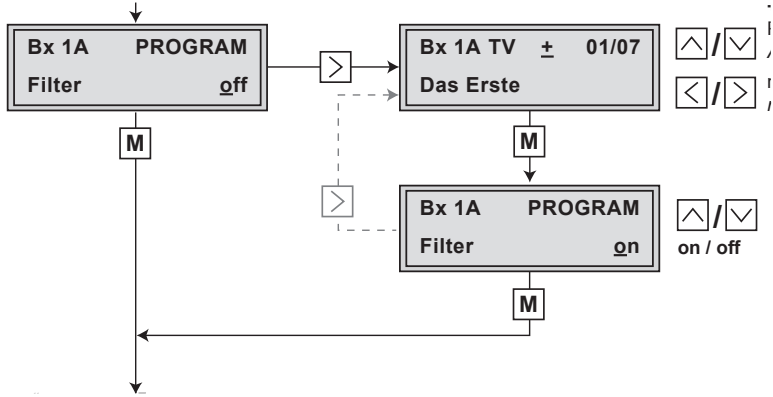 Bx 1A PROGRAM
Filter off
M
Bx 1A TV + 01/07
Das Erste
M
Bx 1A PROGRAM
Filter on
M
/
/
/
on / off